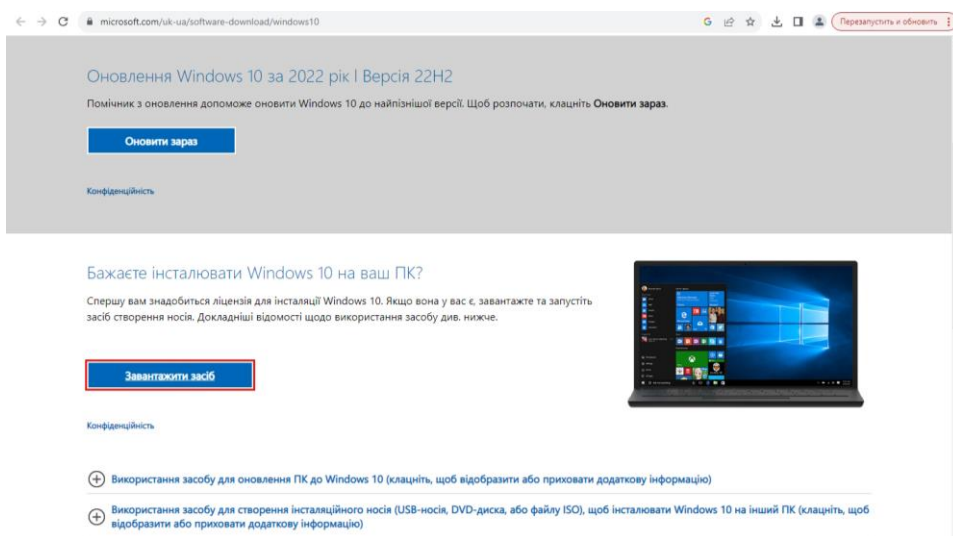 microsoft.com/uk-ua/software-download/windows10
Перезапустить и обновить
Оновлення Windows 10 за 2022 рік | Версія 22H2
Помічник з оновлення допоможе оновити Windows 10 до найпізнішої версії. Щоб розпочати, клацніть Оновити зараз.
Оновити зараз
Конфіденційність
Бажаєте інсталювати Windows 10 на ваш ПК?
Спершу вам знадобиться ліцензія для інсталяції Windows 10. Якщо вона у вас є, завантажте та запустіть
засіб створення носія. Докладніші відомості щодо використання засобу див. нижче.
Завантажити засіб
Конфіденційність
Використання засобу для оновлення ПК до Windows 10 (клацніть, щоб відобразити або приховати додаткову інформацію)
Використання засобу для створення інсталяційного носія (USB-носія, DVD-диска, або файлу ISO), щоб інсталювати Windows 10 на інший ПК (клацніть, щоб
відобразити або приховати додаткову інформацію)